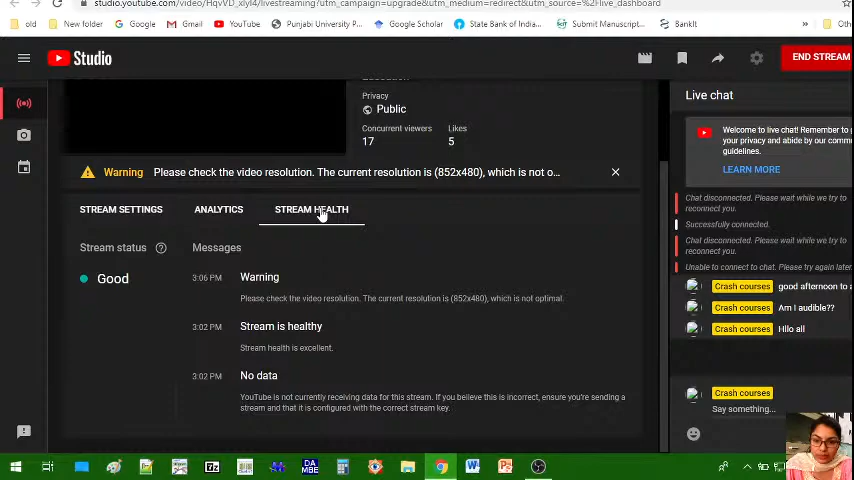 studio.youtube.com/video/HqvVD_xlyI4/livestreaming?utm_campaign=upgrade&utm_medium=redirect&utm_source=%2Flive_dashboard
old New folder Google Gmail YouTube Punjabi University P... Google Scholar State Bank of India... Submit Manuscript... BankIt » Oth
Studio
END STREAM
Privacy
Public
Concurrent viewers Likes
17 5
Warning Please check the video resolution. The current resolution is (852x480), which is not o...
STREAM SETTINGS ANALYTICS STREAM HEALTH
Stream status Messages
Good
3:06 PM Warning
Please check the video resolution. The current resolution is (852x480), which is not optimal.
3:02 PM Stream is healthy
Stream health is excellent.
3:02 PM No data
YouTube is not currently receiving data for this stream. If you believe this is incorrect, ensure you're sending a
stream and that it is configured with the correct stream key.
Live chat
Welcome to live chat! Remember to
your privacy and abide by our comm
guidelines.
LEARN MORE
Chat disconnected. Please wait while we try to
reconnect you.
Successfully connected.
Chat disconnected. Please wait while we try to
reconnect you.
Unable to connect to chat. Please try again later.
Crash courses good afternoon to a
Crash courses Am I audible??
Crash courses HIlo all
Crash courses
Say something...
7z
DA
MBE